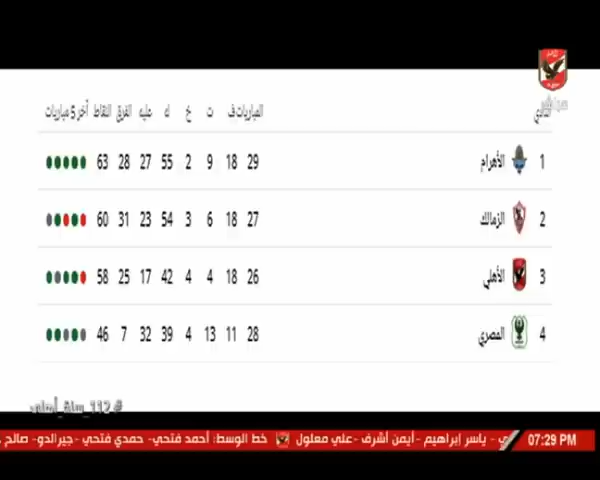 مباشر
النادي المباريات ف ت خ له عليه الفرق النقاط آخر 5 مباريات
1 الأهرام 29 18 9 2 55 27 28 63
2 الزمالك 27 18 6 3 54 23 31 60
3 الأهلي 26 18 4 4 42 17 25 58
4 المصري 28 11 13 4 39 32 7 46
07:29 PM
ي - ياسر إبراهيم - أيمن أشرف -علي معلول خط الوسط: أحمد فتحي- حمدي فتحي- جيرالدو- صالح ج